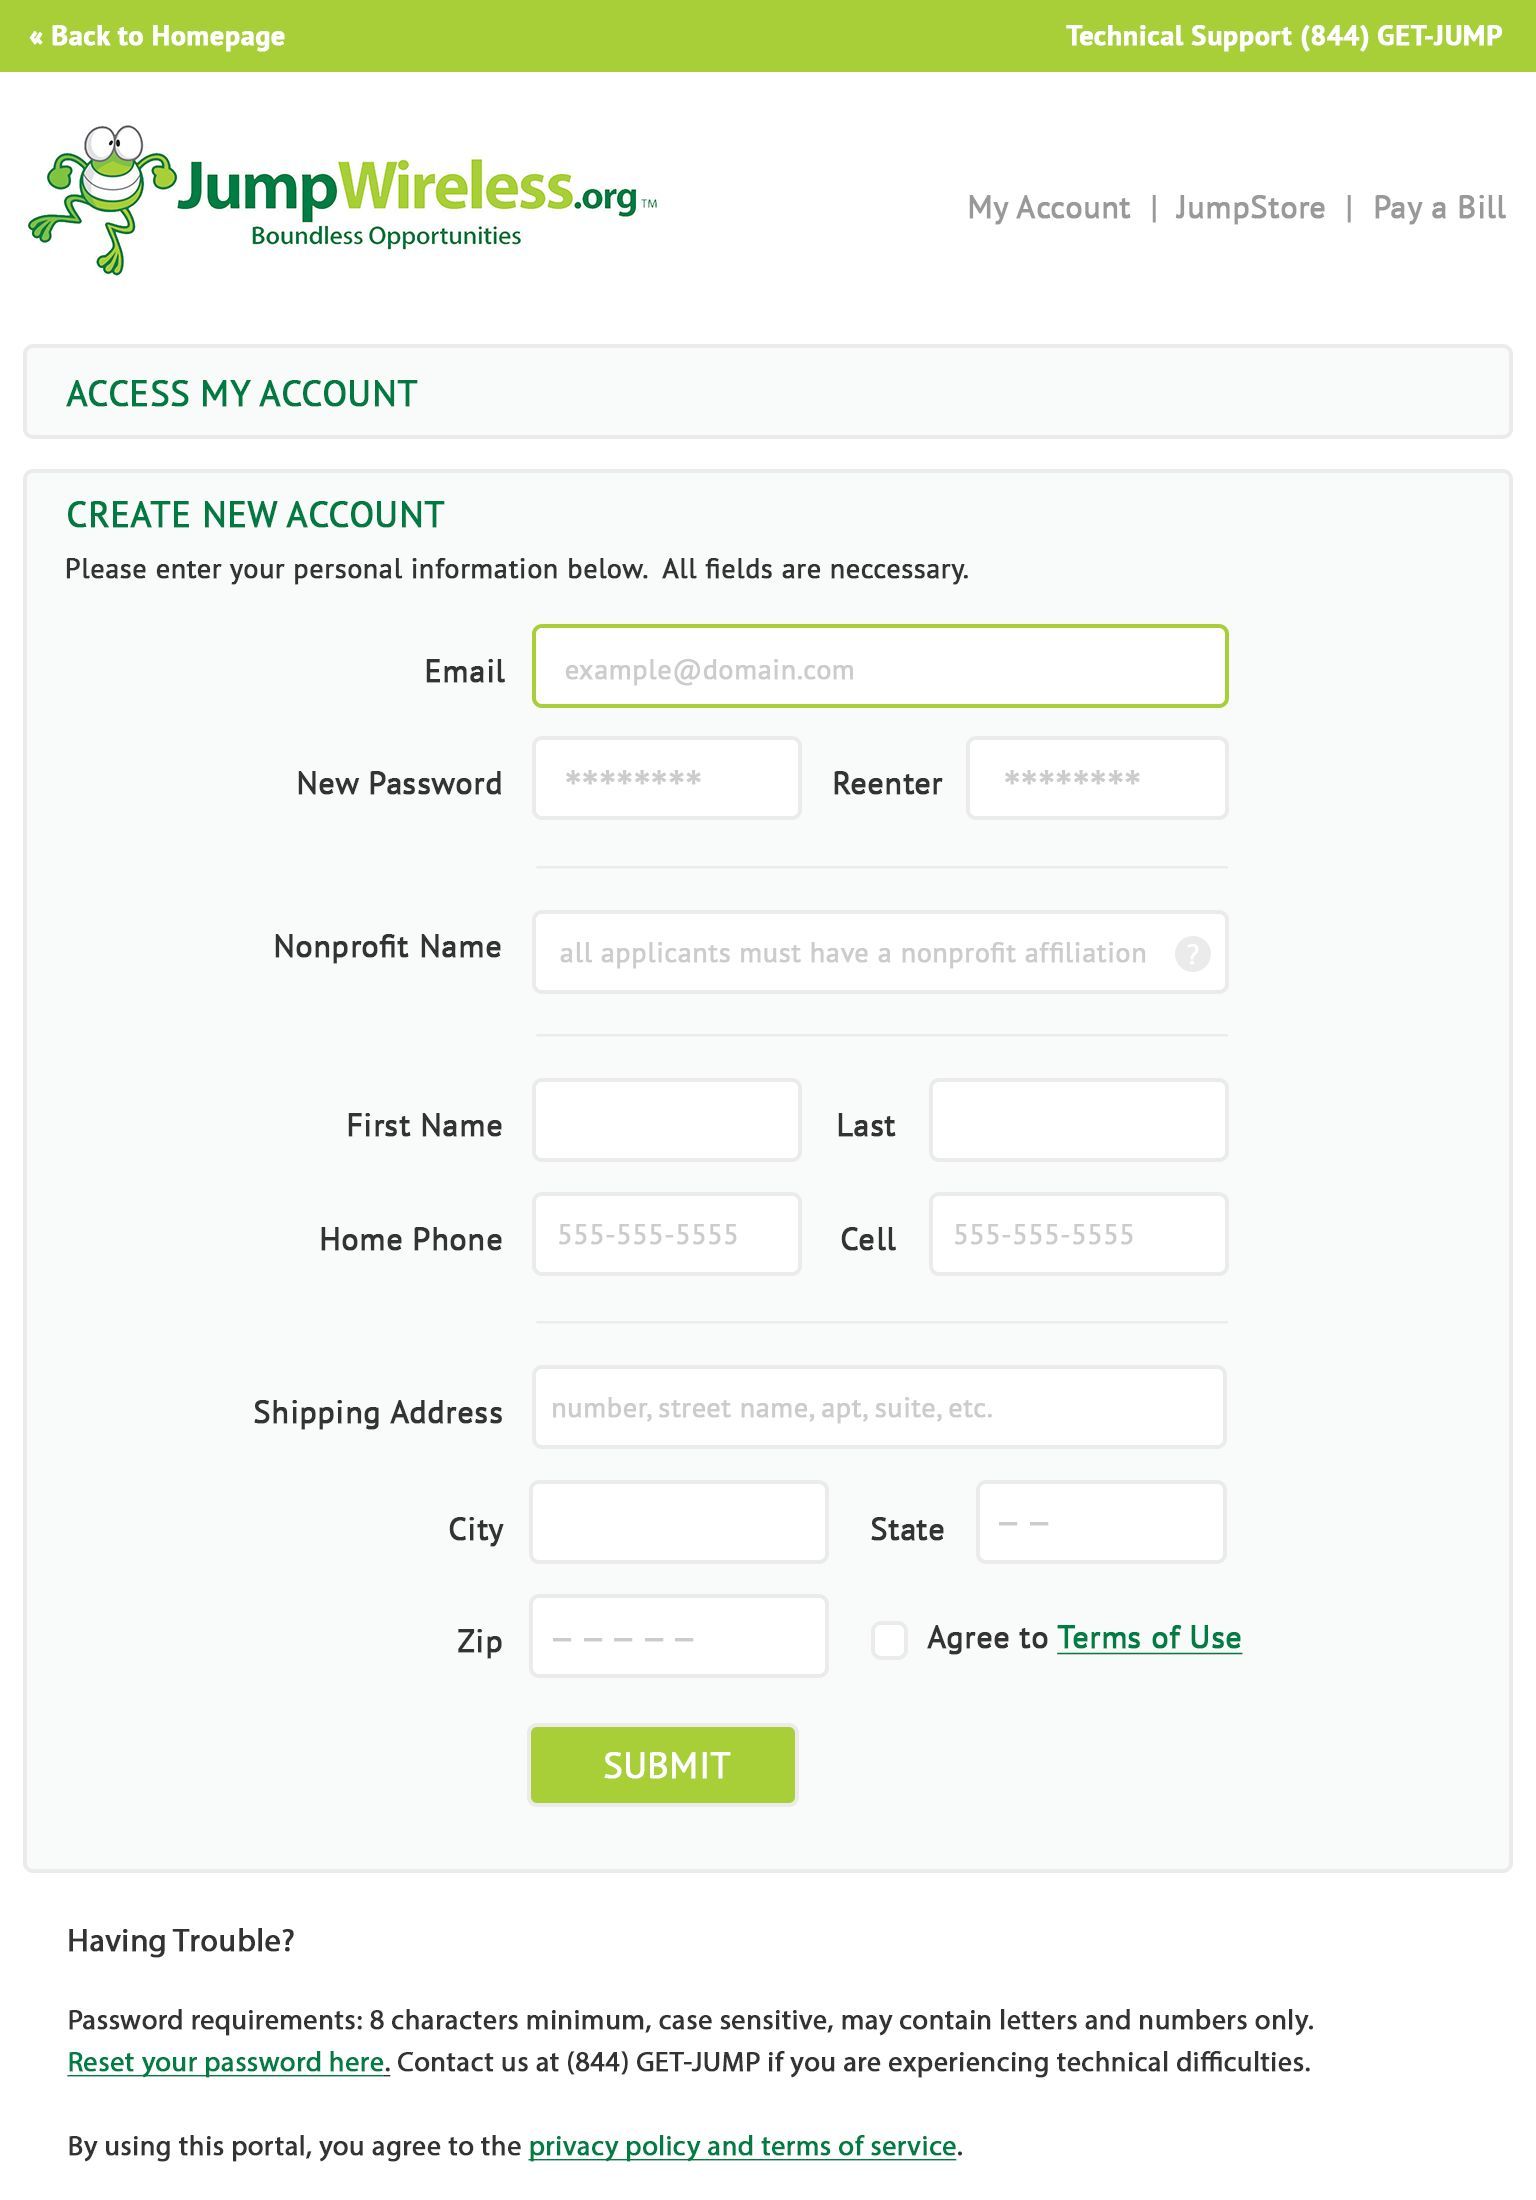 « Back to Homepage Technical Support (844) GET-JUMP
JumpWireless.org™
Boundless Opportunities
My Account | JumpStore | Pay a Bill
ACCESS MY ACCOUNT
CREATE NEW ACCOUNT
Please enter your personal information below. All fields are neccessary.
Email example@domain.com
New Password ******** Reenter ********
Nonprofit Name all applicants must have a nonprofit affiliation ?
First Name Last
Home Phone 555-555-5555 Cell 555-555-5555
Shipping Address number, street name, apt, suite, etc.
City State _ _
Zip _ _ _ _ _ Agree to Terms of Use
SUBMIT
Having Trouble?
Password requirements: 8 characters minimum, case sensitive, may contain letters and numbers only.
Reset your password here. Contact us at (844) GET-JUMP if you are experiencing technical difficulties.
By using this portal, you agree to the privacy policy and terms of service.